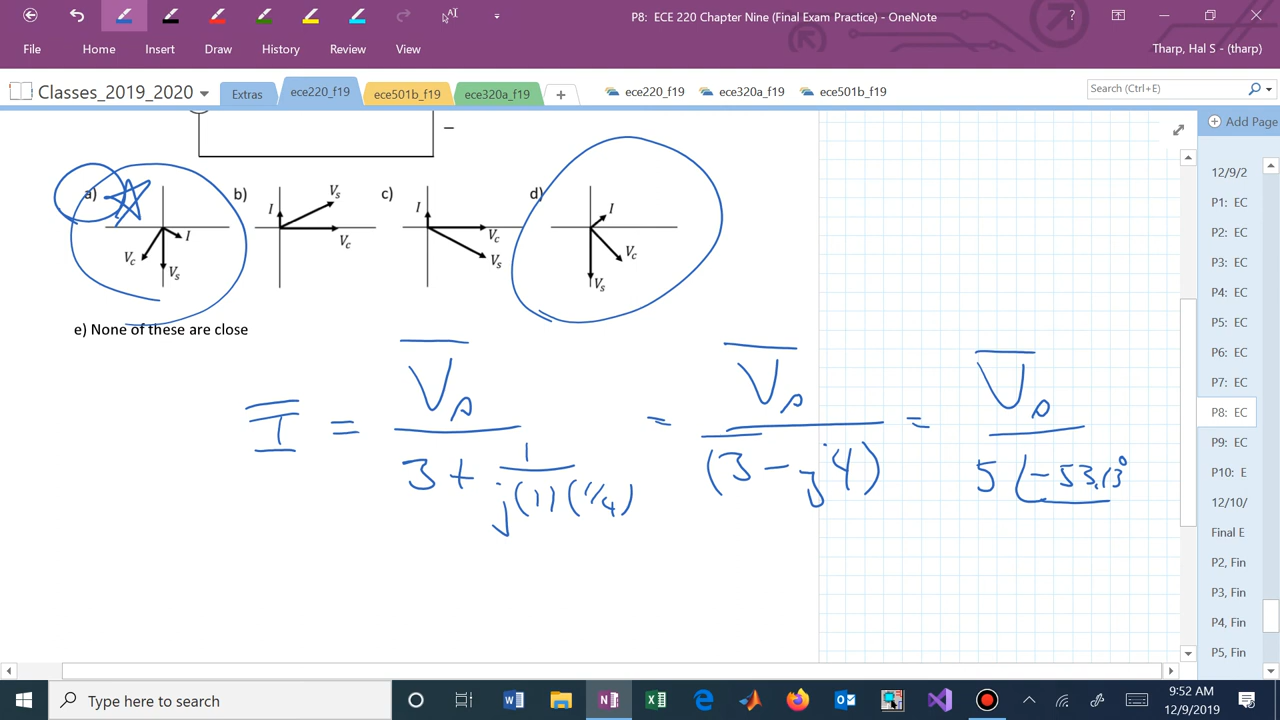 P8: ECE 220 Chapter Nine (Final Exam Practice) - OneNote
File Home Insert Draw History Review View Tharp, Hal S - (tharp)
Classes_2019_2020 Extras ece220_f19 ece501b_f19 ece320a_f19 ece220_f19 ece320a_f19 ece501b_f19 Search (Ctrl+E)
Add Page
12/9/2
P1: EC
P2: EC
P3: EC
P4: EC
P5: EC
P6: EC
P7: EC
P8: EC
P9: EC
P10: E
12/10/
Final E
P2, Fin
P3, Fin
P4, Fin
P5, Fin
a) I Vc Vs
b) I Vs Vc
c) I Vc Vs
d) I Vc Vs
e) None of these are close
I = Vs / (3 + 1 / j(1)(1/4)) = Vs / (3 - j4) = Vs / 5 ∠-53.13°
Type here to search
9:52 AM
12/9/2019